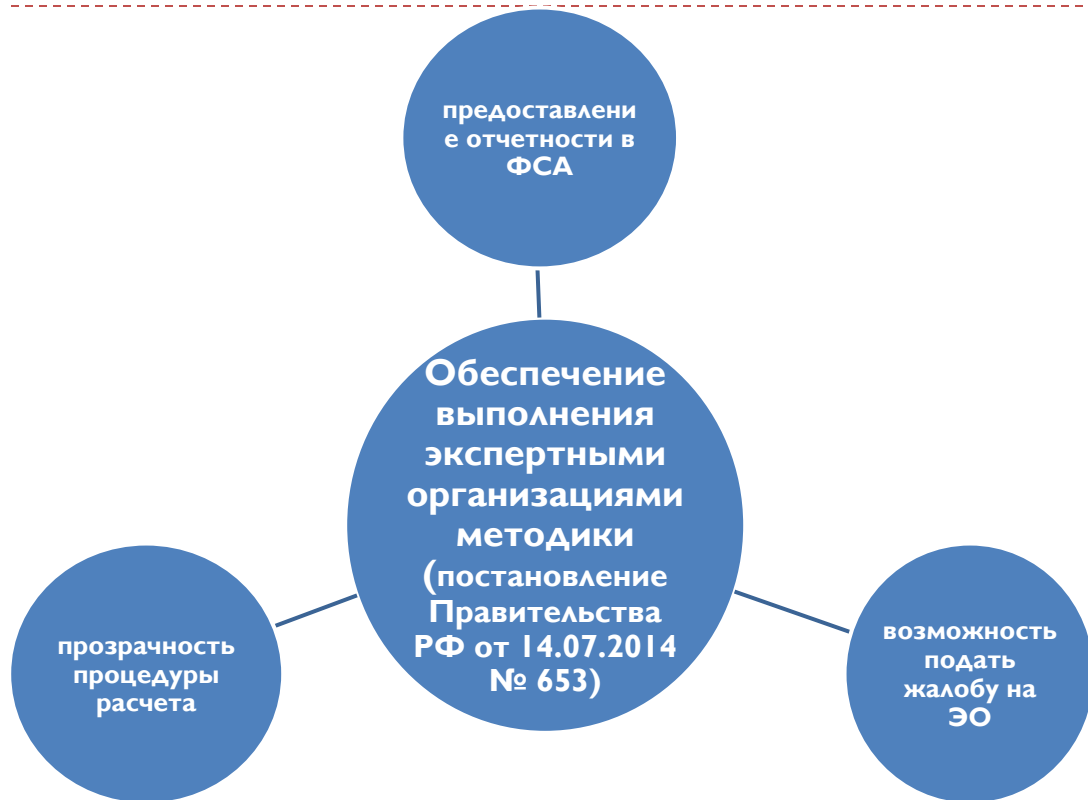 предоставлени
е отчетности в
ФСА
Обеспечение
выполнения
экспертными
организациями
методики
(постановление
Правительства
РФ от 14.07.2014
№ 653)
прозрачность
процедуры
расчета
возможность
подать
жалобу на
ЭО